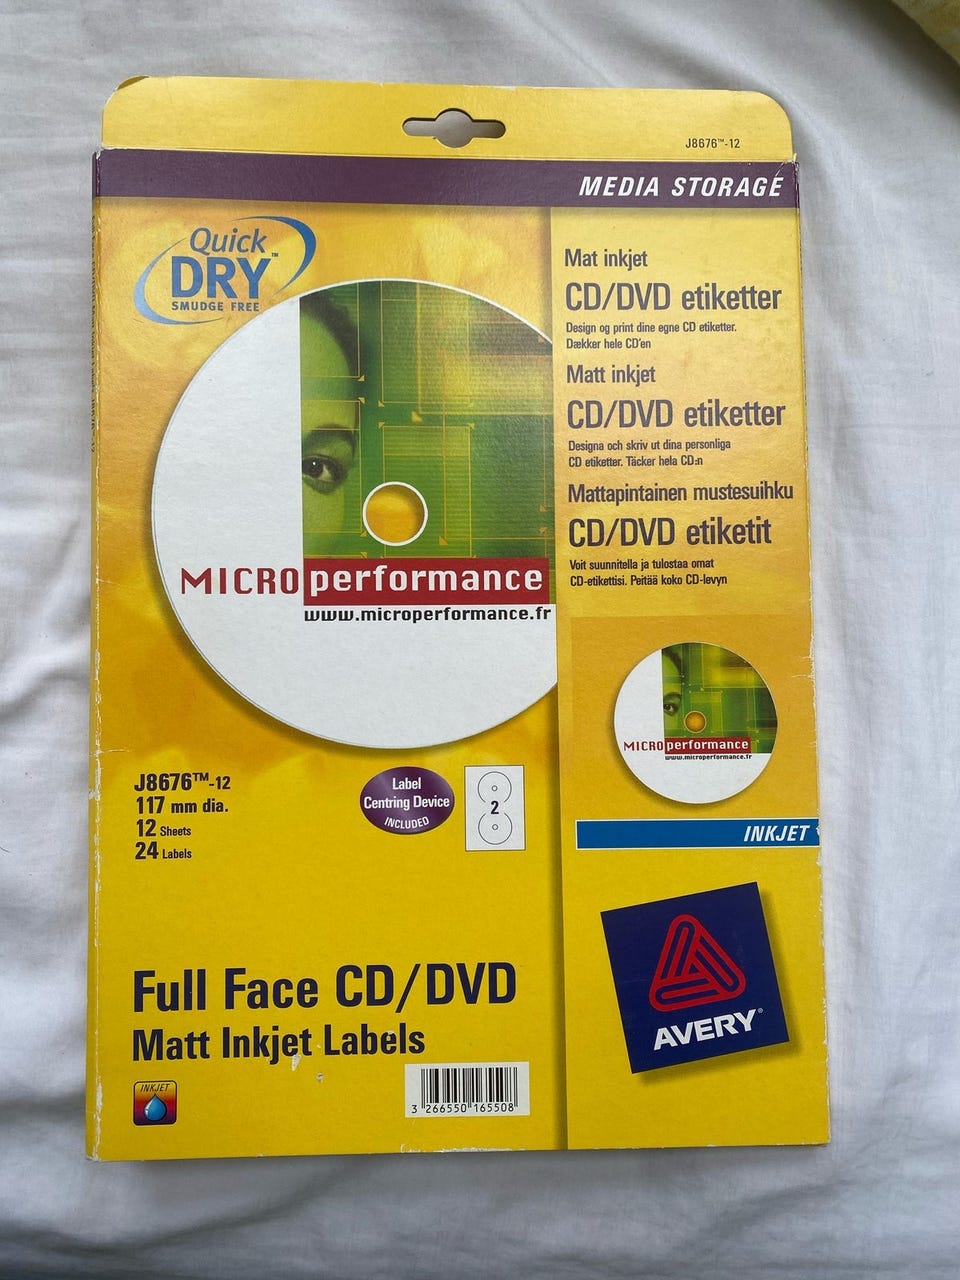 J8676™-12
MEDIA STORAGE
Quick
DRY™
SMUDGE FREE
MICROperformance
www.microperformance.fr
Mat inkjet
CD/DVD etiketter
Design og print dine egne CD etiketter.
Dækker hele CD'en
Matt inkjet
CD/DVD etiketter
Designa och skriv ut dina personliga
CD etiketter. Täcker hela CD:n
Mattapintainen mustesuihku
CD/DVD etiketit
Voit suunnitella ja tulostaa omat
CD-etikettisi. Peitää koko CD-levyn
MICROperformance
www.microperformance.fr
J8676™-12
117 mm dia.
12 Sheets
24 Labels
Label
Centring Device
INCLUDED
2
INKJET
Full Face CD/DVD
Matt Inkjet Labels
AVERY®
INKJET
3 266550 165508